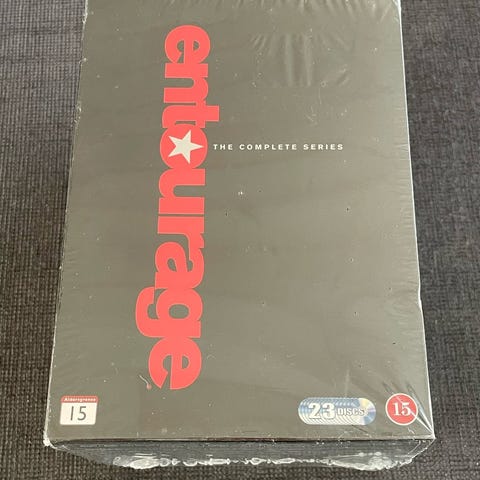 entourage
THE COMPLETE SERIES
Aldersgrense
15
23 DISCS
15